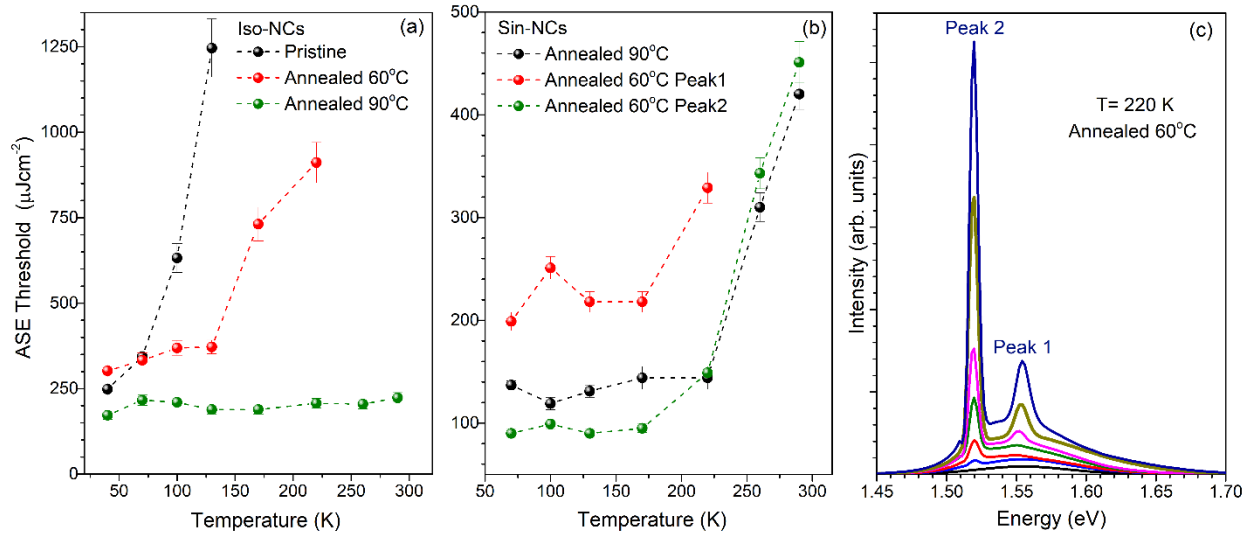 (a)
Iso-NCs
Pristine
Annealed 60°C
Annealed 90°C
ASE Threshold (μJcm⁻²)
1250
1000
750
500
250
0
50 100 150 200 250 300
Temperature (K)
(b)
Sin-NCs
Annealed 90°C
Annealed 60°C Peak1
Annealed 60°C Peak2
500
400
300
200
100
50 100 150 200 250 300
Temperature (K)
(c)
Peak 2
T= 220 K
Annealed 60°C
Peak 1
Intensity (arb. units)
1.45 1.50 1.55 1.60 1.65 1.70
Energy (eV)